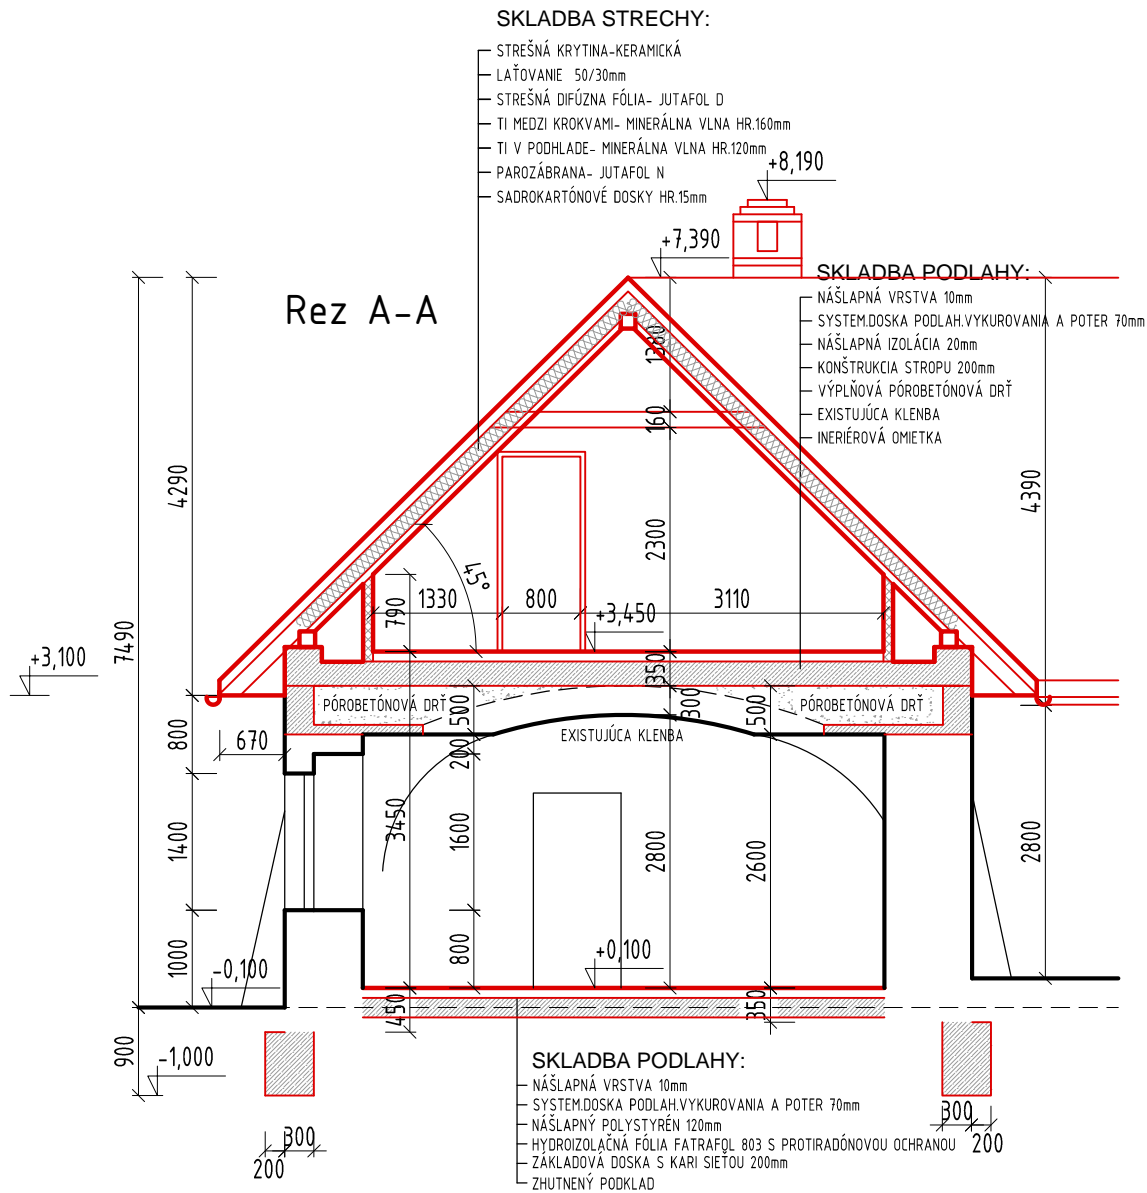 SKLADBA STRECHY:
STREŠNÁ KRYTINA-KERAMICKÁ
LAŤOVANIE 50/30mm
STREŠNÁ DIFÚZNA FÓLIA- JUTAFOL D
TI MEDZI KROKVAMI- MINERÁLNA VLNA HR.160mm
TI V PODHLADE- MINERÁLNA VLNA HR.120mm
PAROZÁBRANA- JUTAFOL N
SADROKARTÓNOVÉ DOSKY HR.15mm
+8,190
+7,390
Rez A-A
SKLADBA PODLAHY:
NÁŠLAPNÁ VRSTVA 10mm
SYSTEM.DOSKA PODLAH.VYKUROVANIA A POTER 70mm
NÁŠLAPNÁ IZOLÁCIA 20mm
KONŠTRUKCIA STROPU 200mm
VÝPLŇOVÁ PÓROBETÓNOVÁ DRŤ
EXISTUJÚCA KLENBA
INERIÉROVÁ OMIETKA
160
4290
4390
2300
45°
790
1330
800
3110
+3,450
7490
+3,100
350
PÓROBETÓNOVÁ DRŤ
500
300
500
PÓROBETÓNOVÁ DRŤ
EXISTUJÚCA KLENBA
800
670
200
3450
1400
1600
2800
2600
2800
1000
-0,100
800
+0,100
450
350
900
-1,000
SKLADBA PODLAHY:
NÁŠLAPNÁ VRSTVA 10mm
SYSTEM.DOSKA PODLAH.VYKUROVANIA A POTER 70mm
NÁŠLAPNÝ POLYSTYRÉN 120mm
HYDROIZOLAČNÁ FÓLIA FATRAFOL 803 S PROTIRADÓNOVOU OCHRANOU
ZÁKLADOVÁ DOSKA S KARI SIEŤOU 200mm
ZHUTNENÝ PODKLAD
300
200
300
200